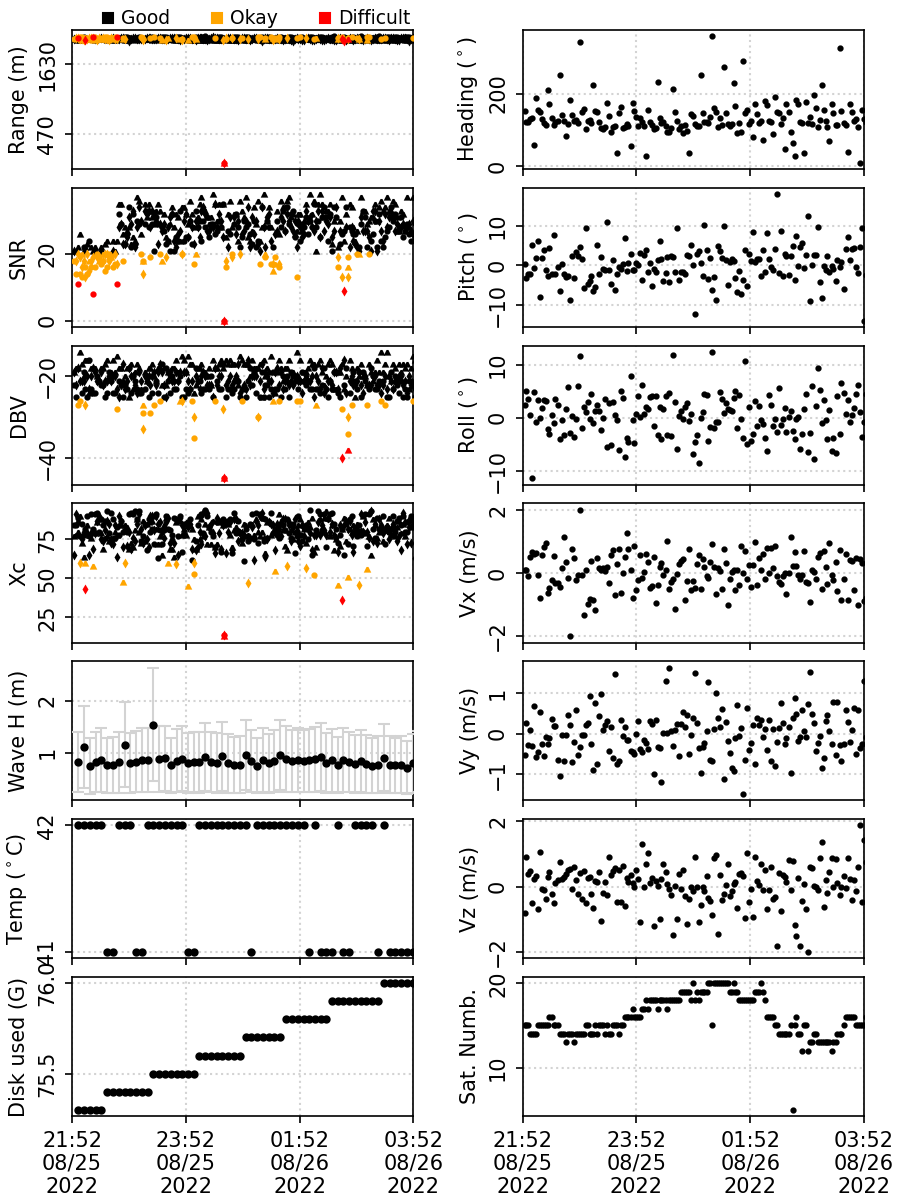 Good Okay Difficult
Range (m)
1630
470
Heading (°)
200
0
SNR
20
0
Pitch (°)
10
0
−10
DBV
−20
−40
Roll (°)
10
0
−10
Xc
75
50
25
Vx (m/s)
2
0
−2
Wave H (m)
2
1
Vy (m/s)
1
0
−1
Temp (°C)
42
41
Vz (m/s)
2
0
−2
Disk used (G)
76.0
75.5
Sat. Numb.
20
10
21:52 23:52 01:52 03:52 21:52 23:52 01:52 03:52
08/25 08/25 08/26 08/26 08/25 08/25 08/26 08/26
2022 2022 2022 2022 2022 2022 2022 2022